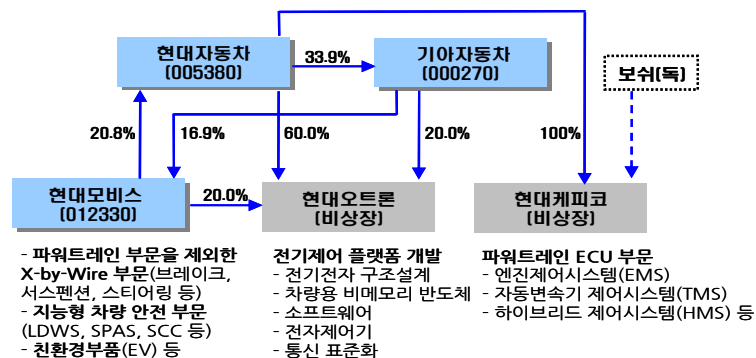 현대자동차
(005380)
33.9%
기아자동차
(000270)
보쉬(독)
20.8%
16.9%
60.0%
20.0%
100%
현대모비스
(012330)
20.0%
현대오트론
(비상장)
현대케피코
(비상장)
- 파워트레인 부문을 제외한
X-by-Wire 부문(브레이크,
서스펜션, 스티어링 등)
- 지능형 차량 안전 부문
(LDWS, SPAS, SCC 등)
- 친환경부품(EV) 등
전기제어 플랫폼 개발
- 전기전자 구조설계
- 차량용 비메모리 반도체
- 소프트웨어
- 전자제어기
- 통신 표준화
파워트레인 ECU 부문
- 엔진제어시스템(EMS)
- 자동변속기 제어시스템(TMS)
- 하이브리드 제어시스템(HMS) 등